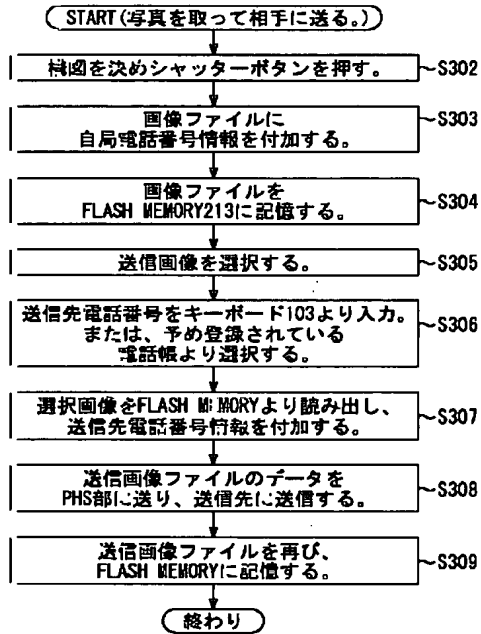 START(写真を取って相手に送る。)
構図を決めシャッターボタンを押す。
~S302
画像ファイルに
自局電話番号情報を付加する。
~S303
画像ファイルを
FLASH MEMORY213に記憶する。
~S304
送信画像を選択する。
~S305
送信先電話番号をキーボード103より入力。
または、予め登録されている
電話帳より選択する。
~S306
選択画像をFLASH MEMORYより読み出し、
送信先電話番号情報を付加する。
~S307
送信画像ファイルのデータを
PHS部に送り、送信先に送信する。
~S308
送信画像ファイルを再び、
FLASH MEMORYに記憶する。
~S309
終わり